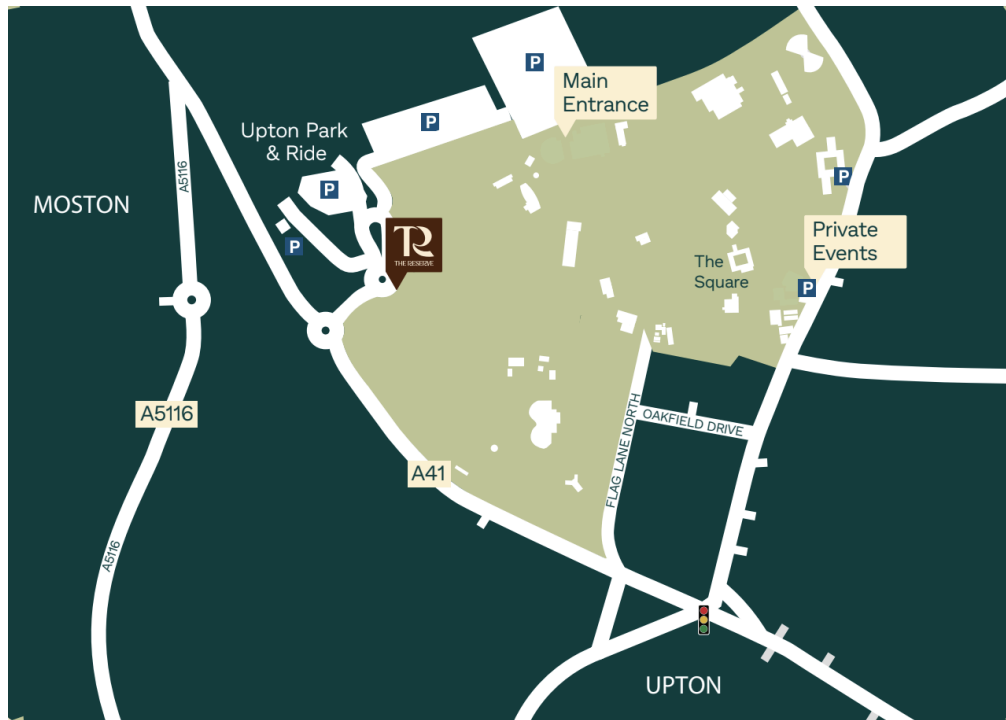 P
Main
Entrance
P
Upton Park
& Ride
A5116
P
P
MOSTON
P
TR
THE RESERVE
Private
Events
The
Square
P
A5116
OAKFIELD DRIVE
FLAG LANE NORTH
A41
A5116
UPTON